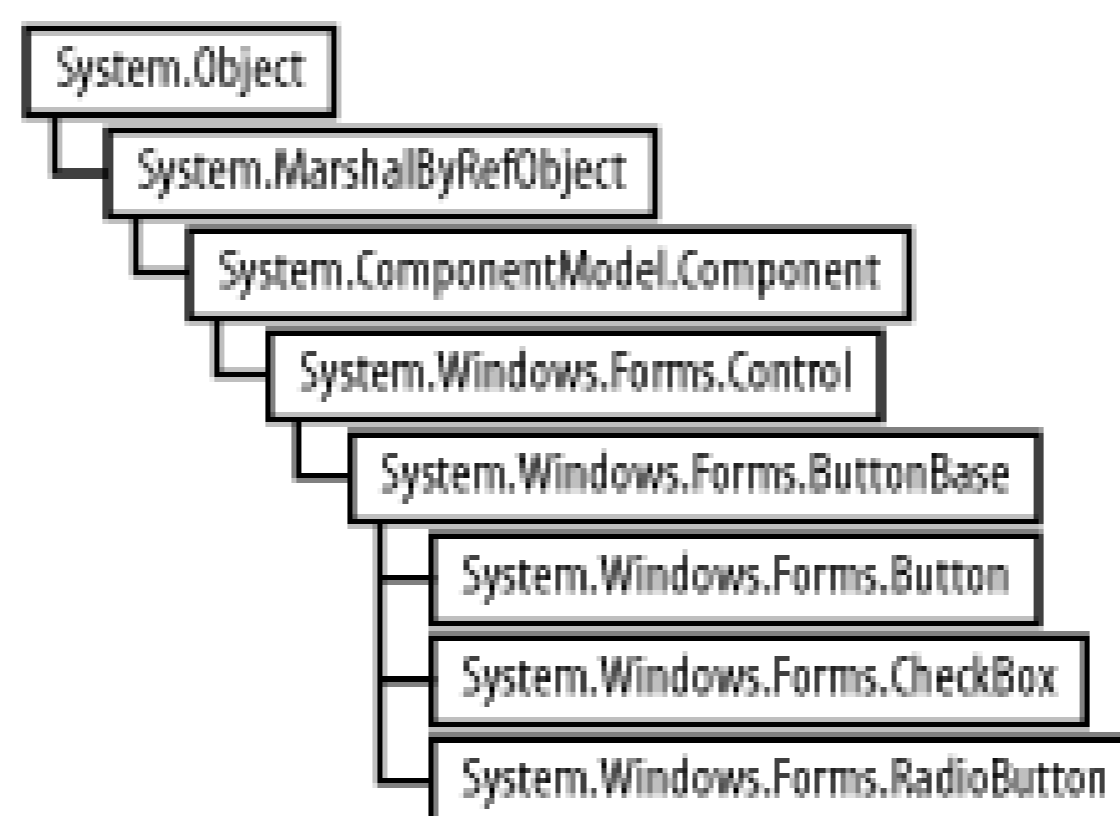 System.Object
System.MarshalByRefObject
System.ComponentModel.Component
System.Windows.Forms.Control
System.Windows.Forms.ButtonBase
System.Windows.Forms.Button
System.Windows.Forms.CheckBox
System.Windows.Forms.RadioButton